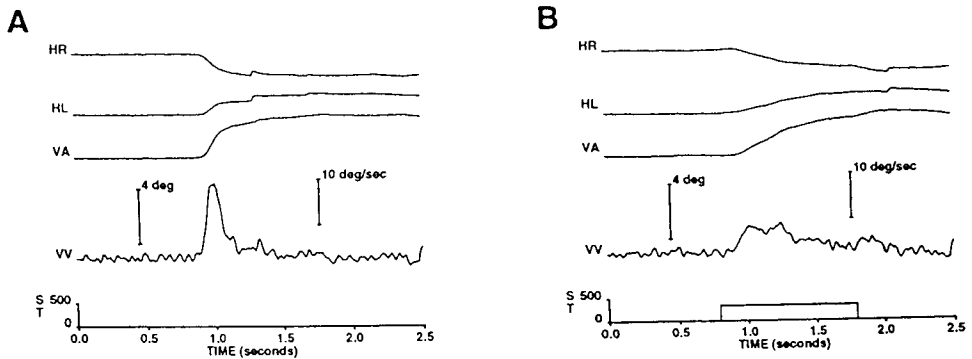 A
HR
HL
VA
4 deg
10 deg/sec
VV
S
T
500
0
0.0 0.5 1.0 1.5 2.0 2.5
TIME (seconds)
B
HR
HL
VA
4 deg
10 deg/sec
VV
S
T
500
0
0.0 0.5 1.0 1.5 2.0 2.5
TIME (seconds)